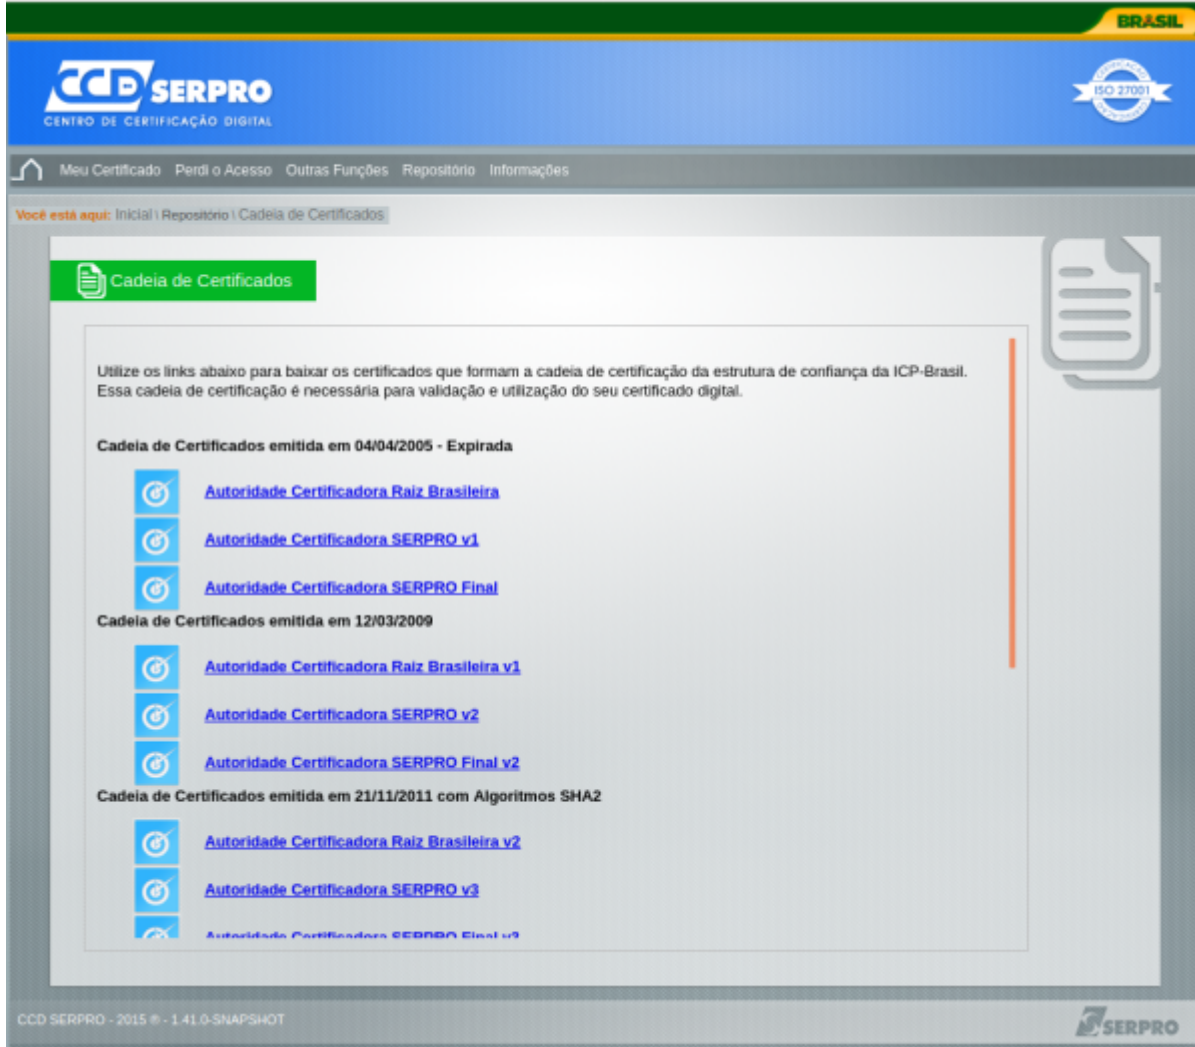 BRASIL
CCD SERPRO
CENTRO DE CERTIFICAÇÃO DIGITAL
CERTIFICAÇÃO
ISO 27001
Meu Certificado Perdi o Acesso Outras Funções Repositório Informações
Você está aqui: Inicial \ Repositório \ Cadeia de Certificados
Cadeia de Certificados
Utilize os links abaixo para baixar os certificados que formam a cadeia de certificação da estrutura de confiança da ICP-Brasil.
Essa cadeia de certificação é necessária para validação e utilização do seu certificado digital.
Cadeia de Certificados emitida em 04/04/2005 - Expirada
Autoridade Certificadora Raiz Brasileira
Autoridade Certificadora SERPRO v1
Autoridade Certificadora SERPRO Final
Cadeia de Certificados emitida em 12/03/2009
Autoridade Certificadora Raiz Brasileira v1
Autoridade Certificadora SERPRO v2
Autoridade Certificadora SERPRO Final v2
Cadeia de Certificados emitida em 21/11/2011 com Algoritmos SHA2
Autoridade Certificadora Raiz Brasileira v2
Autoridade Certificadora SERPRO v3
Autoridade Certificadora SERPRO Final
CCD SERPRO - 2015 ® - 1.41.0-SNAPSHOT
SERPRO